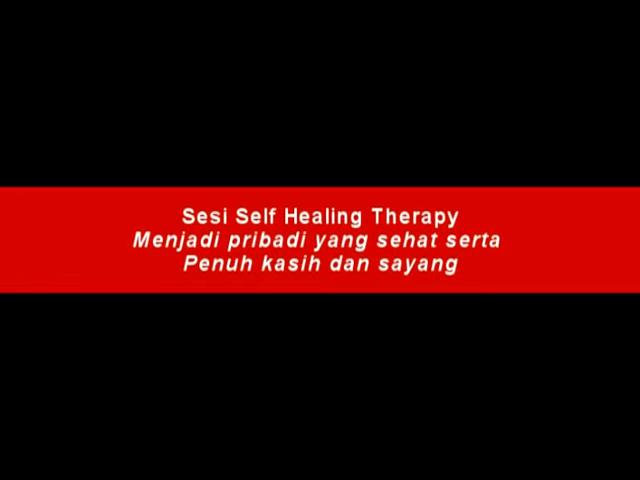 Sesi Self Healing Therapy
Menjadi pribadi yang sehat serta
Penuh kasih dan sayang